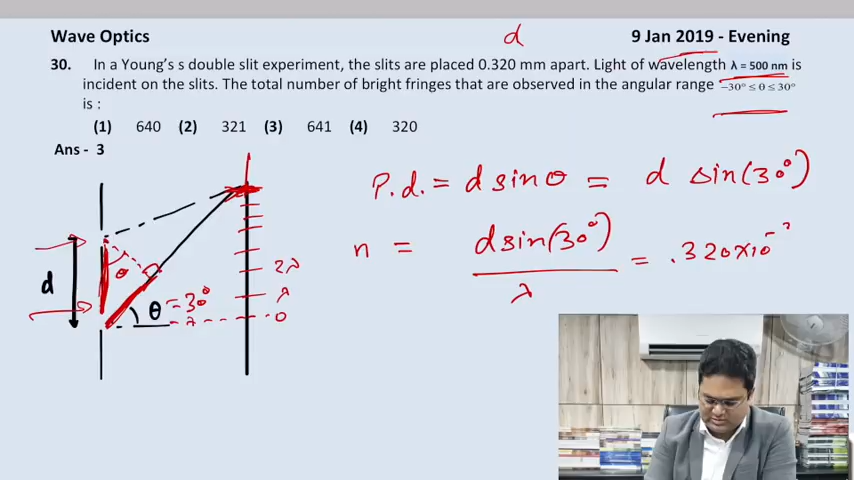 d
Wave Optics 9 Jan 2019 - Evening
30. In a Young's s double slit experiment, the slits are placed 0.320 mm apart. Light of wavelength λ = 500 nm is
incident on the slits. The total number of bright fringes that are observed in the angular range −30° ≤ θ ≤ 30°
is :
(1) 640 (2) 321 (3) 641 (4) 320
Ans - 3
P.d. = d sin θ = d sin(30°)
n = d sin(30°) / λ = .320×10⁻³
d
θ
θ = 30°
2λ
λ
0